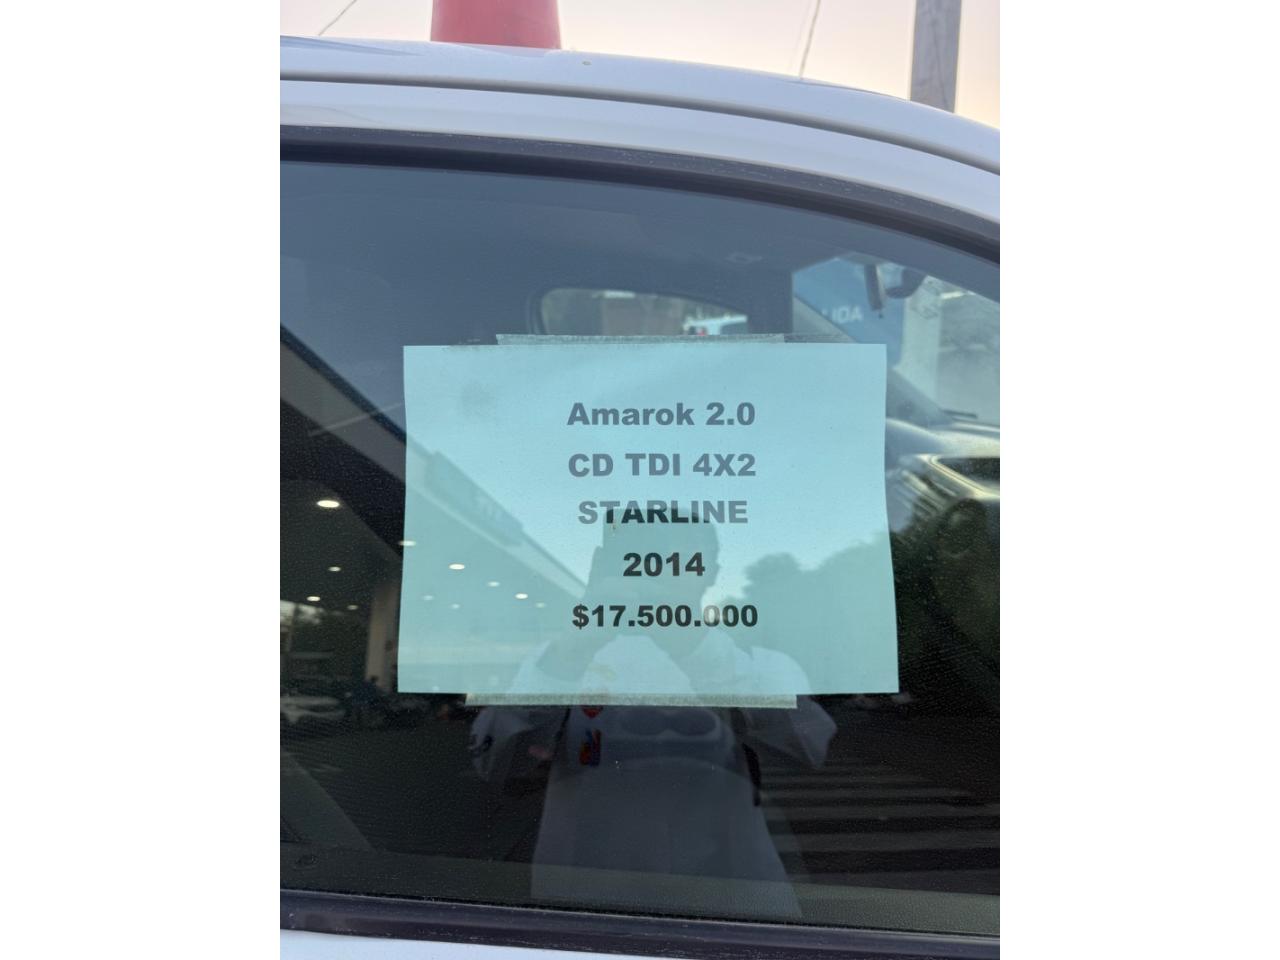 Amarok 2.0
CD TDI 4X2
STARLINE
2014
$17.500.000